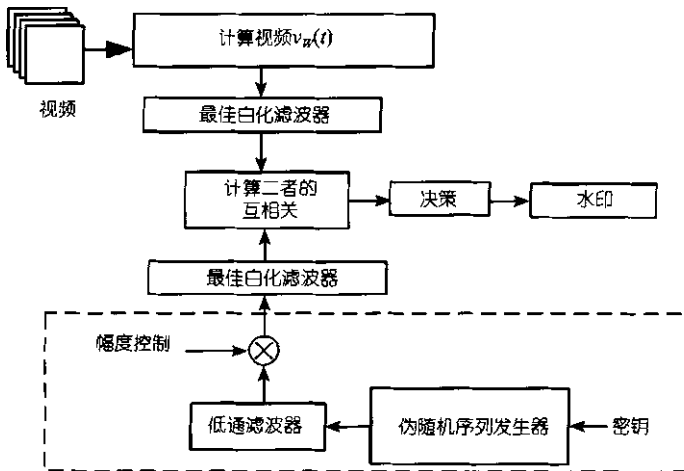 计算视频vw(t)
视频
最佳白化滤波器
计算二者的
互相关
决策
水印
最佳白化滤波器
幅度控制
低通滤波器
伪随机序列发生器
密钥